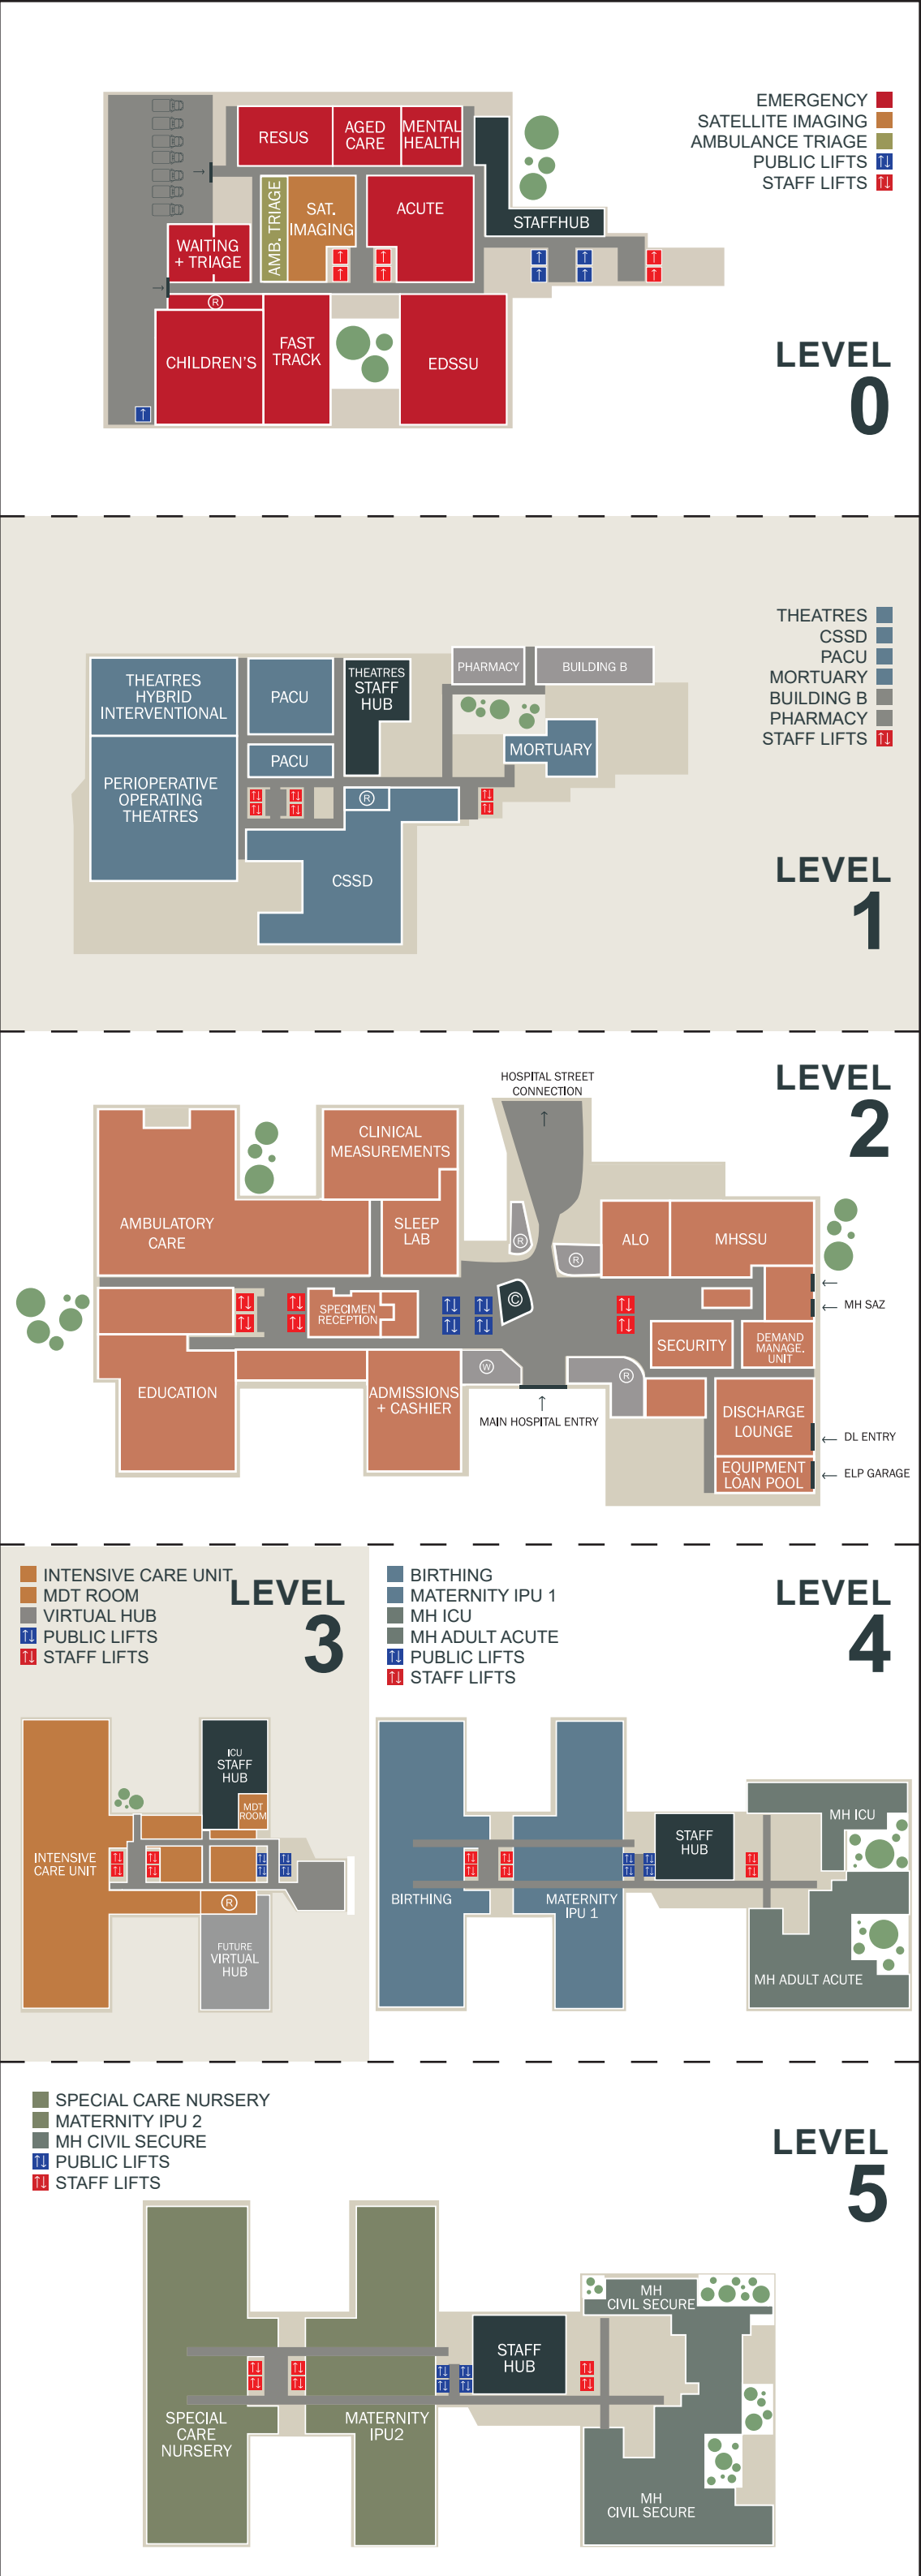 EMERGENCY
SATELLITE IMAGING
AMBULANCE TRIAGE
PUBLIC LIFTS
STAFF LIFTS
RESUS
AGED
CARE
MENTAL
HEALTH
AMB. TRIAGE
SAT.
IMAGING
ACUTE
STAFFHUB
WAITING
+ TRIAGE
R
CHILDREN'S
FAST
TRACK
EDSSU
LEVEL
0
THEATRES
CSSD
PACU
MORTUARY
BUILDING B
PHARMACY
STAFF LIFTS
THEATRES
HYBRID
INTERVENTIONAL
PACU
THEATRES
STAFF
HUB
PHARMACY
BUILDING B
MORTUARY
PACU
PERIOPERATIVE
OPERATING
THEATRES
R
CSSD
LEVEL
1
LEVEL
2
HOSPITAL STREET
CONNECTION
CLINICAL
MEASUREMENTS
AMBULATORY
CARE
SLEEP
LAB
R
R
ALO
MHSSU
MH SAZ
SPECIMEN
RECEPTION
C
SECURITY
DEMAND
MANAGE.
UNIT
EDUCATION
ADMISSIONS
+ CASHIER
W
R
MAIN HOSPITAL ENTRY
DISCHARGE
LOUNGE
DL ENTRY
EQUIPMENT
LOAN POOL
ELP GARAGE
INTENSIVE CARE UNIT
MDT ROOM
VIRTUAL HUB
PUBLIC LIFTS
STAFF LIFTS
LEVEL
3
ICU
STAFF
HUB
MDT
ROOM
INTENSIVE
CARE UNIT
R
FUTURE
VIRTUAL
HUB
BIRTHING
MATERNITY IPU 1
MH ICU
MH ADULT ACUTE
PUBLIC LIFTS
STAFF LIFTS
LEVEL
4
MH ICU
STAFF
HUB
BIRTHING
MATERNITY
IPU 1
MH ADULT ACUTE
SPECIAL CARE NURSERY
MATERNITY IPU 2
MH CIVIL SECURE
PUBLIC LIFTS
STAFF LIFTS
LEVEL
5
MH
CIVIL SECURE
STAFF
HUB
SPECIAL
CARE
NURSERY
MATERNITY
IPU2
MH
CIVIL SECURE